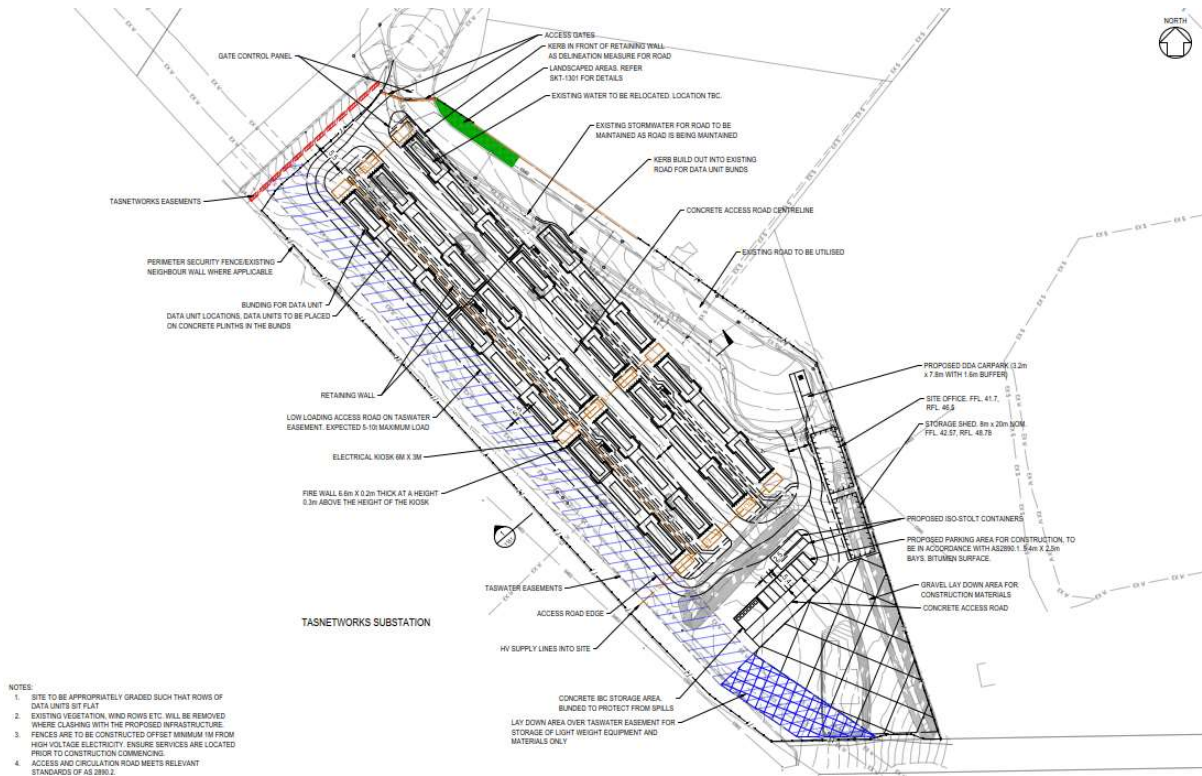 NORTH
ACCESS GATES
GATE CONTROL PANEL
KERB IN FRONT OF RETAINING WALL
AS DELINEATION MEASURE FOR ROAD
LANDSCAPED AREAS. REFER
SKT-1301 FOR DETAILS
EXISTING WATER TO BE RELOCATED. LOCATION TBC.
EXISTING STORMWATER FOR ROAD TO BE
MAINTAINED AS ROAD IS BEING MAINTAINED
KERB BUILD OUT INTO EXISTING
ROAD FOR DATA UNIT BUNDS
TASNETWORKS EASEMENTS
CONCRETE ACCESS ROAD CENTRELINE
EXISTING ROAD TO BE UTILISED
PERIMETER SECURITY FENCE/EXISTING
NEIGHBOUR WALL WHERE APPLICABLE
BUNDING FOR DATA UNIT
DATA UNIT LOCATIONS, DATA UNITS TO BE PLACED
ON CONCRETE PLINTHS IN THE BUNDS
PROPOSED DDA CARPARK (3.2m
x 7.8m WITH 1.6m BUFFER)
RETAINING WALL
SITE OFFICE. FFL. 41.7,
RFL. 46.5
LOW LOADING ACCESS ROAD ON TASWATER
EASEMENT. EXPECTED 5-10t MAXIMUM LOAD
STORAGE SHED. 8m x 20m NOM.
FFL. 42.57, RFL. 48.78
ELECTRICAL KIOSK 6M X 3M
FIRE WALL 6.6m X 0.2m THICK AT A HEIGHT
0.3m ABOVE THE HEIGHT OF THE KIOSK
PROPOSED ISO-STOLT CONTAINERS
PROPOSED PARKING AREA FOR CONSTRUCTION, TO
BE IN ACCORDANCE WITH AS2890.1. 5.4m X 2.5m
BAYS, BITUMEN SURFACE.
TASWATER EASEMENTS
GRAVEL LAY DOWN AREA FOR
CONSTRUCTION MATERIALS
CONCRETE ACCESS ROAD
ACCESS ROAD EDGE
TASNETWORKS SUBSTATION
HV SUPPLY LINES INTO SITE
CONCRETE IBC STORAGE AREA.
BUNDED TO PROTECT FROM SPILLS
LAY DOWN AREA OVER TASWATER EASEMENT FOR
STORAGE OF LIGHT WEIGHT EQUIPMENT AND
MATERIALS ONLY
NOTES:
1. SITE TO BE APPROPRIATELY GRADED SUCH THAT ROWS OF
DATA UNITS SIT FLAT
2. EXISTING VEGETATION, WIND ROWS ETC. WILL BE REMOVED
WHERE CLASHING WITH THE PROPOSED INFRASTRUCTURE.
3. FENCES ARE TO BE CONSTRUCTED OFFSET MINIMUM 1M FROM
HIGH VOLTAGE ELECTRICITY. ENSURE SERVICES ARE LOCATED
PRIOR TO CONSTRUCTION COMMENCING.
4. ACCESS AND CIRCULATION ROAD MEETS RELEVANT
STANDARDS OF AS 2890.2.